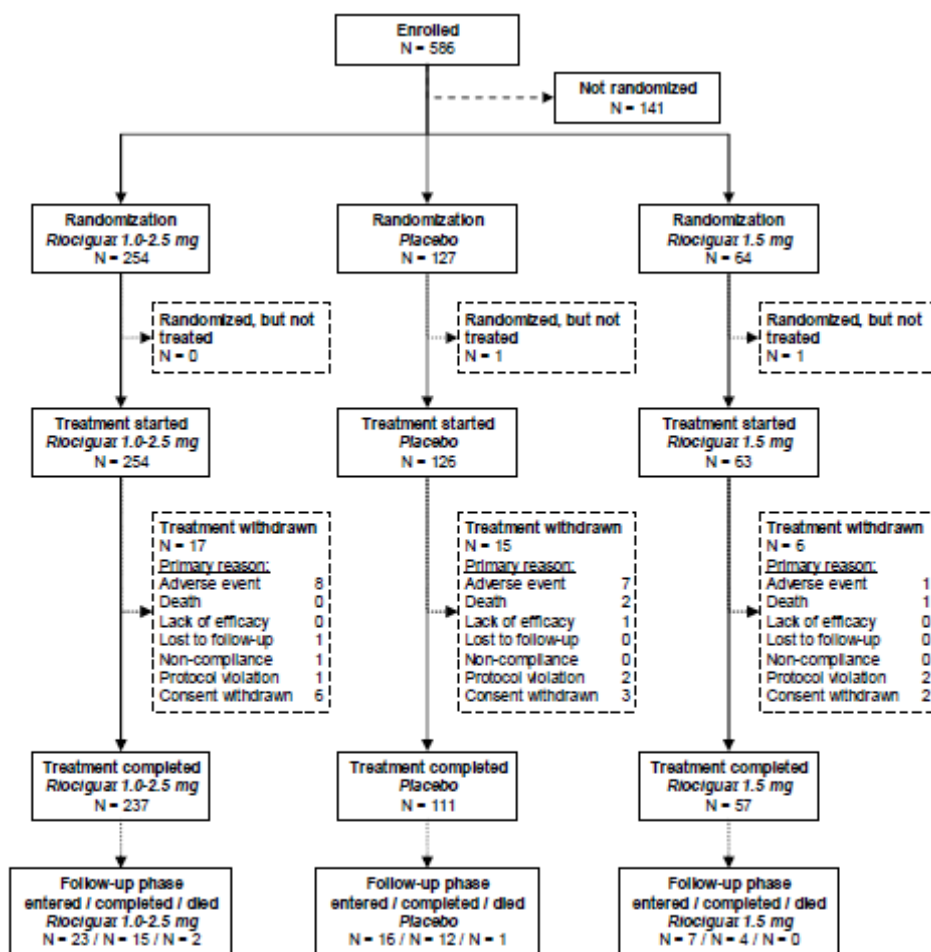 Enrolled
N = 586
Not randomized
N = 141
Randomization
Riociguat 1.0-2.5 mg
N = 254
Randomization
Placebo
N = 127
Randomization
Riociguat 1.5 mg
N = 64
Randomized, but not
treated
N = 0
Randomized, but not
treated
N = 1
Randomized, but not
treated
N = 1
Treatment started
Riociguat 1.0-2.5 mg
N = 254
Treatment started
Placebo
N = 126
Treatment started
Riociguat 1.5 mg
N = 63
Treatment withdrawn
N = 17
Primary reason:
Adverse event 8
Death 0
Lack of efficacy 0
Lost to follow-up 1
Non-compliance 1
Protocol violation 1
Consent withdrawn 6
Treatment withdrawn
N = 15
Primary reason:
Adverse event 7
Death 2
Lack of efficacy 1
Lost to follow-up 0
Non-compliance 0
Protocol violation 2
Consent withdrawn 3
Treatment withdrawn
N = 6
Primary reason:
Adverse event 1
Death 1
Lack of efficacy 0
Lost to follow-up 0
Non-compliance 0
Protocol violation 2
Consent withdrawn 2
Treatment completed
Riociguat 1.0-2.5 mg
N = 237
Treatment completed
Placebo
N = 111
Treatment completed
Riociguat 1.5 mg
N = 57
Follow-up phase
entered / completed / died
Riociguat 1.0-2.5 mg
N = 23 / N = 15 / N = 2
Follow-up phase
entered / completed / died
Placebo
N = 16 / N = 12 / N = 1
Follow-up phase
entered / completed / died
Riociguat 1.5 mg
N = 7 / N = 4 / N = 0